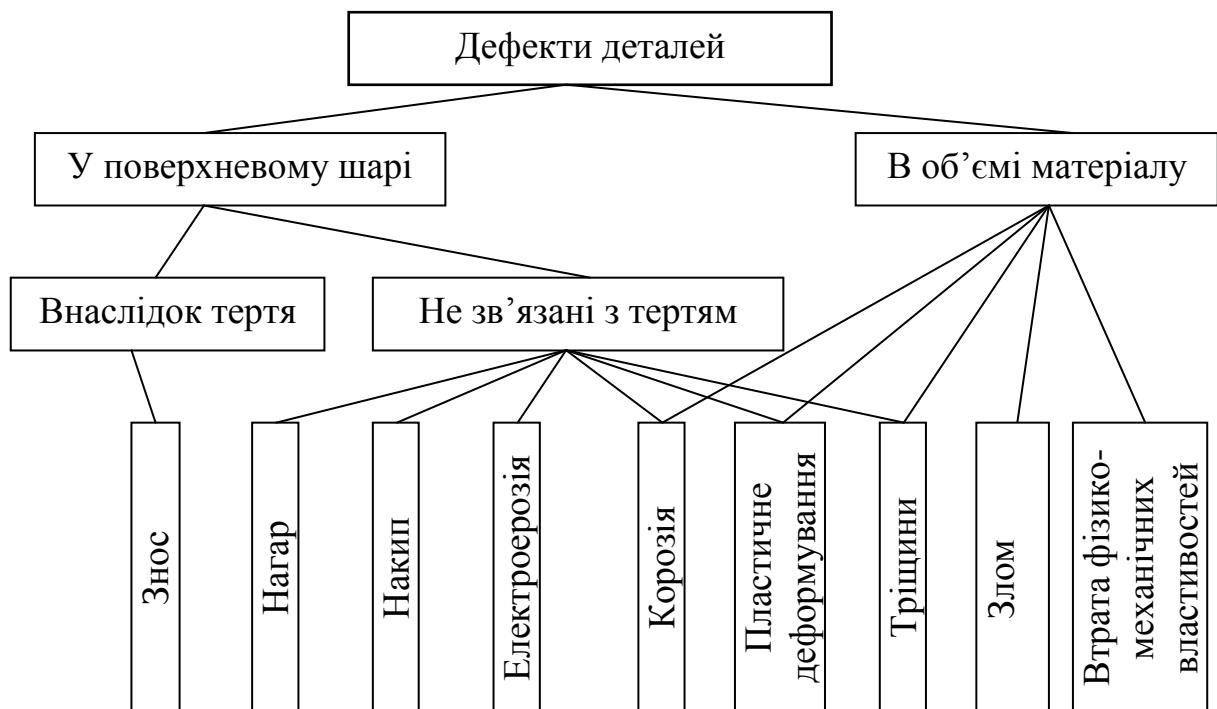 Дефекти деталей
У поверхневому шарі
В об’ємі матеріалу
Внаслідок тертя
Не зв’язані з тертям
Знос
Нагар
Накип
Електроерозія
Корозія
Пластичне
деформування
Тріщини
Злом
Втрата фізико-
механічних
властивостей